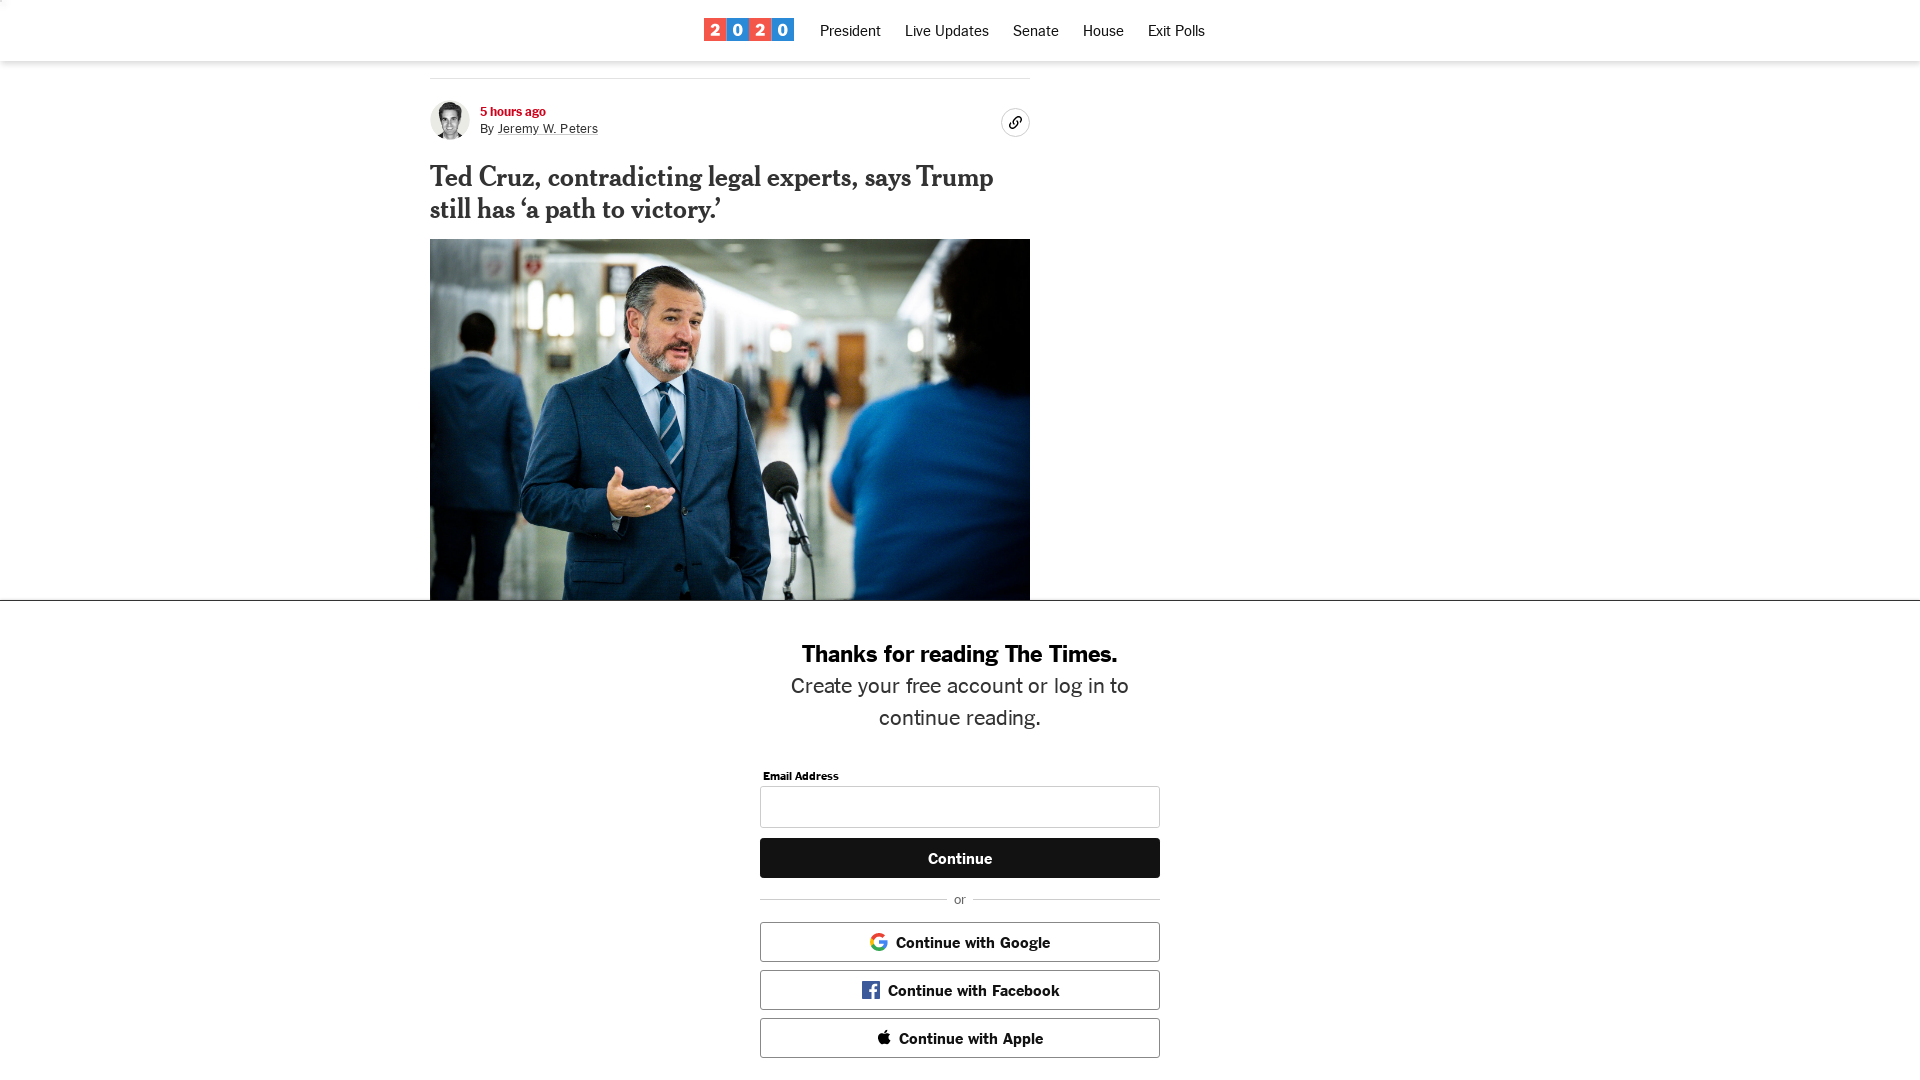 2020 President Live Updates Senate House Exit Polls
5 hours ago
By Jeremy W. Peters
Ted Cruz, contradicting legal experts, says Trump
still has ‘a path to victory.’
Thanks for reading The Times.
Create your free account or log in to
continue reading.
Email Address
Continue
or
Continue with Google
Continue with Facebook
Continue with Apple